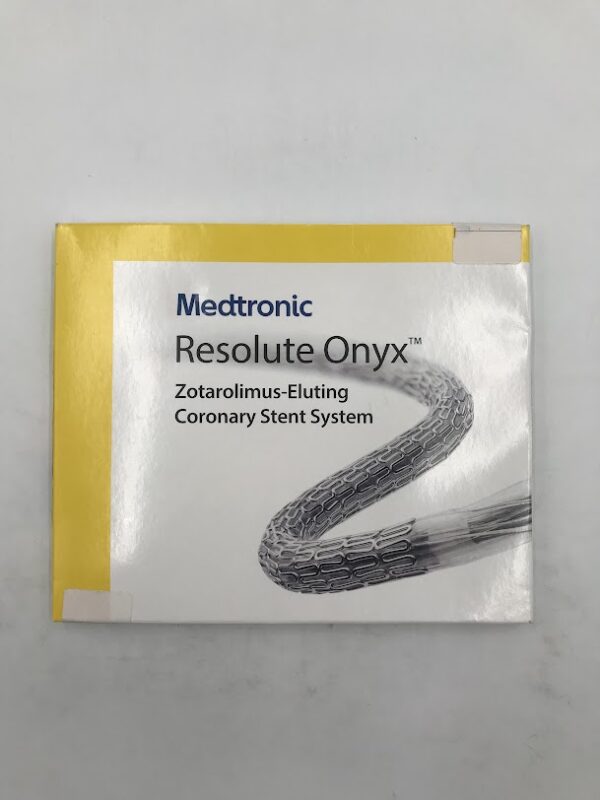 Medtronic
Resolute Onyx™
Zotarolimus-Eluting
Coronary Stent System